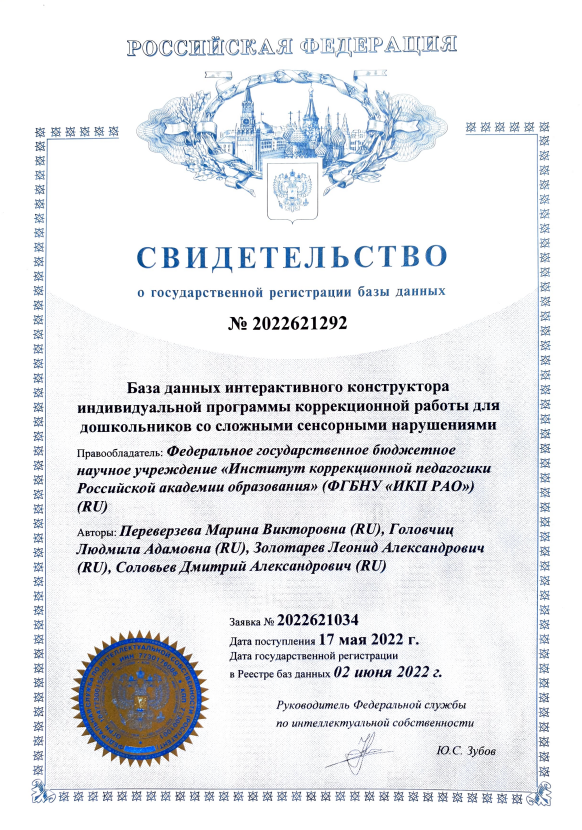 РОССИЙСКАЯ ФЕДЕРАЦИЯ
СВИДЕТЕЛЬСТВО
о государственной регистрации базы данных
№ 2022621292
База данных интерактивного конструктора
индивидуальной программы коррекционной работы для
дошкольников со сложными сенсорными нарушениями
Правообладатель: Федеральное государственное бюджетное
научное учреждение «Институт коррекционной педагогики
Российской академии образования» (ФГБНУ «ИКП РАО»)
(RU)
Авторы: Переверзева Марина Викторовна (RU), Головчиц
Людмила Адамовна (RU), Золотарев Леонид Александрович
(RU), Соловьев Дмитрий Александрович (RU)
Заявка № 2022621034
Дата поступления 17 мая 2022 г.
Дата государственной регистрации
в Реестре баз данных 02 июня 2022 г.
Руководитель Федеральной службы
по интеллектуальной собственности
Ю.С. Зубов